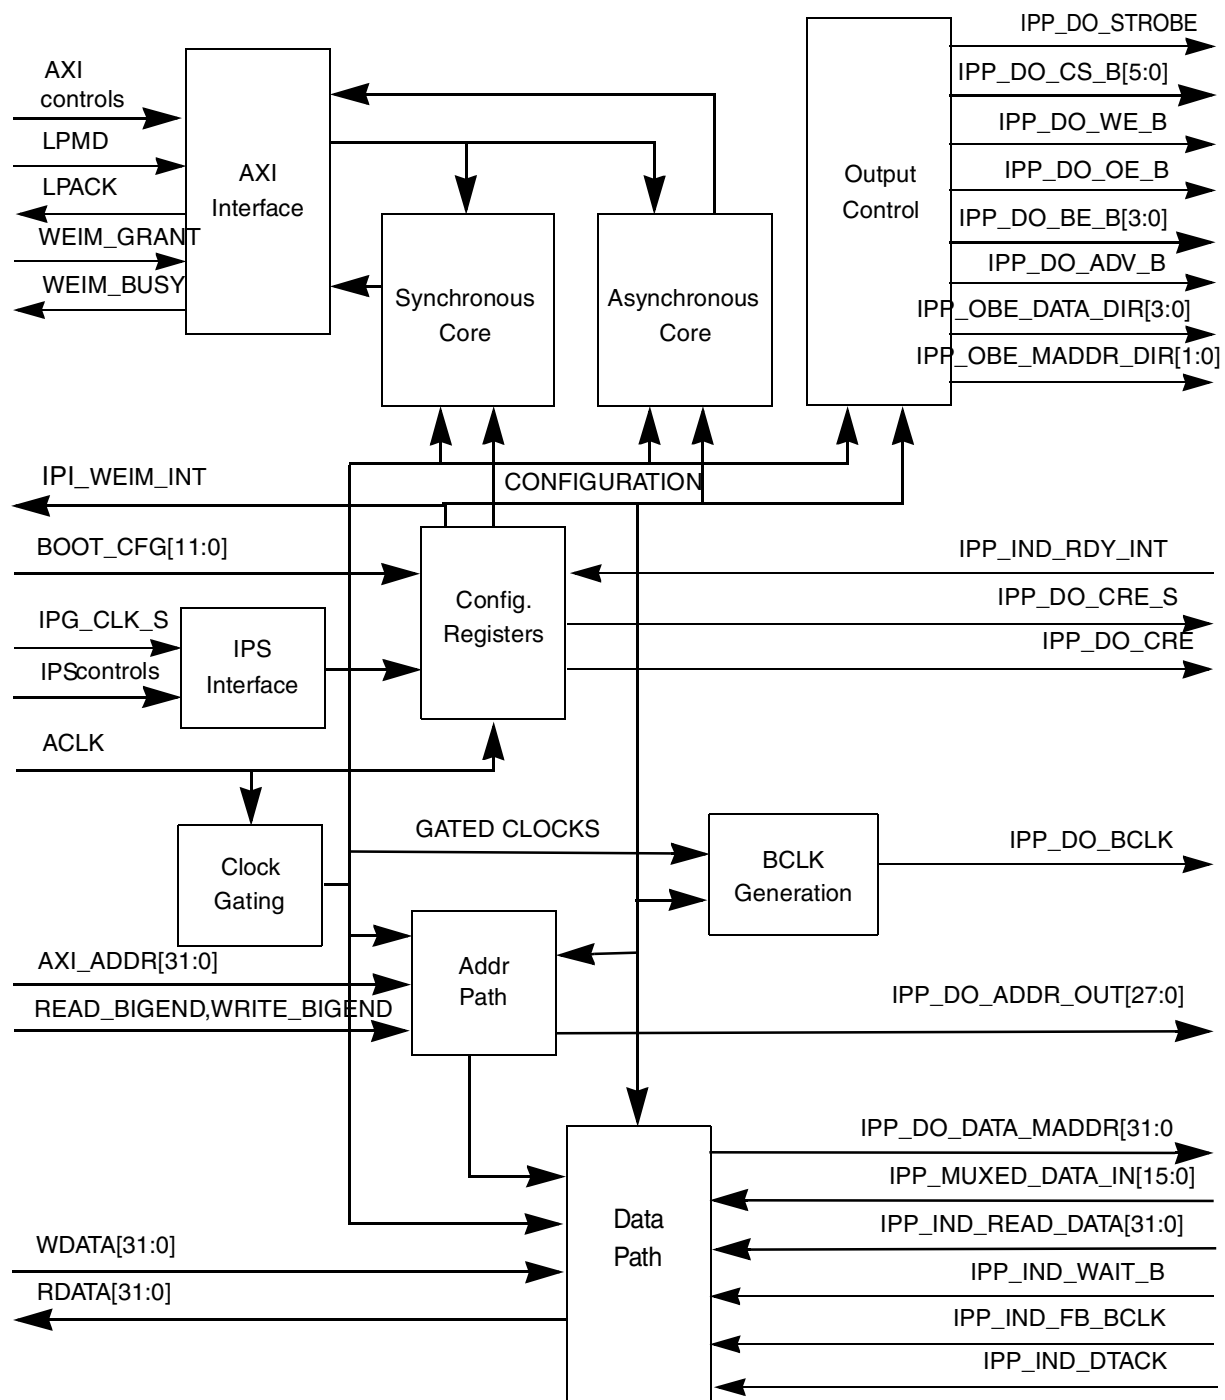 IPP_DO_STROBE
AXI
controls
IPP_DO_CS_B[5:0]
LPMD
IPP_DO_WE_B
LPACK
AXI
Interface
Output
Control
IPP_DO_OE_B
WEIM_GRANT
IPP_DO_BE_B[3:0]
WEIM_BUSY
IPP_DO_ADV_B
Synchronous
Core
Asynchronous
Core
IPP_OBE_DATA_DIR[3:0]
IPP_OBE_MADDR_DIR[1:0]
IPI_WEIM_INT
CONFIGURATION
BOOT_CFG[11:0]
IPP_IND_RDY_INT
Config.
Registers
IPP_DO_CRE_S
IPG_CLK_S
IPS
Interface
IPP_DO_CRE
IPS controls
ACLK
GATED CLOCKS
IPP_DO_BCLK
Clock
Gating
BCLK
Generation
AXI_ADDR[31:0]
Addr
Path
READ_BIGEND,WRITE_BIGEND
IPP_DO_ADDR_OUT[27:0]
IPP_DO_DATA_MADDR[31:0
IPP_MUXED_DATA_IN[15:0]
Data
Path
IPP_IND_READ_DATA[31:0]
WDATA[31:0]
IPP_IND_WAIT_B
RDATA[31:0]
IPP_IND_FB_BCLK
IPP_IND_DTACK